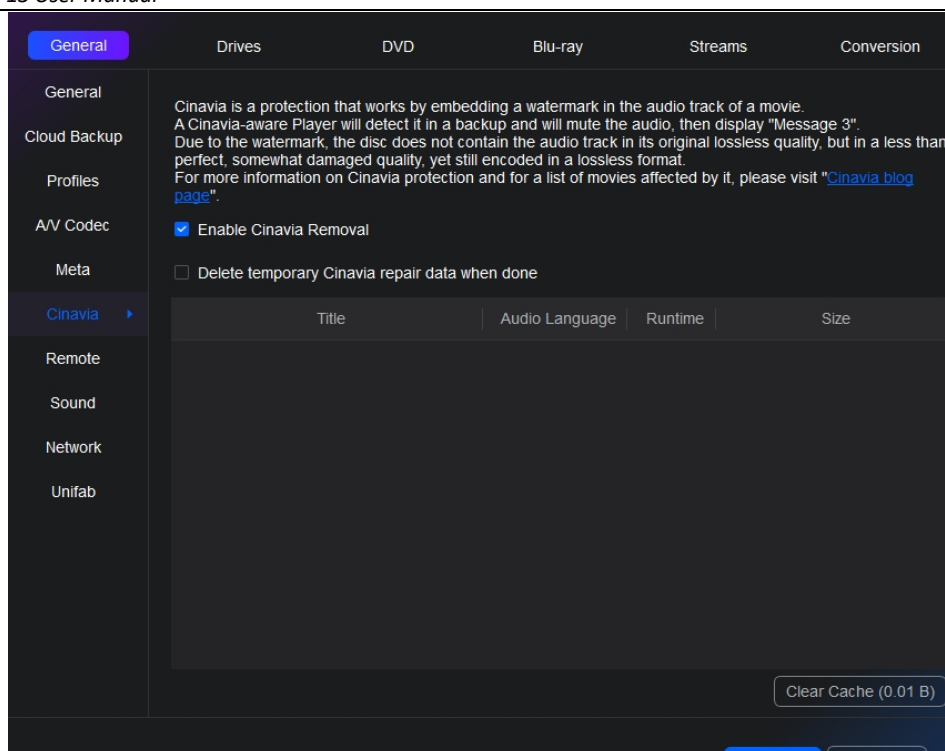 13 User Manual
General Drives DVD Blu-ray Streams Conversion
General
Cloud Backup
Profiles
A/V Codec
Meta
Cinavia
Remote
Sound
Network
Unifab
Cinavia is a protection that works by embedding a watermark in the audio track of a movie.
A Cinavia-aware Player will detect it in a backup and will mute the audio, then display "Message 3".
Due to the watermark, the disc does not contain the audio track in its original lossless quality, but in a less than
perfect, somewhat damaged quality, yet still encoded in a lossless format.
For more information on Cinavia protection and for a list of movies affected by it, please visit "Cinavia blog
page".
Enable Cinavia Removal
Delete temporary Cinavia repair data when done
Title Audio Language Runtime Size
Clear Cache (0.01 B)